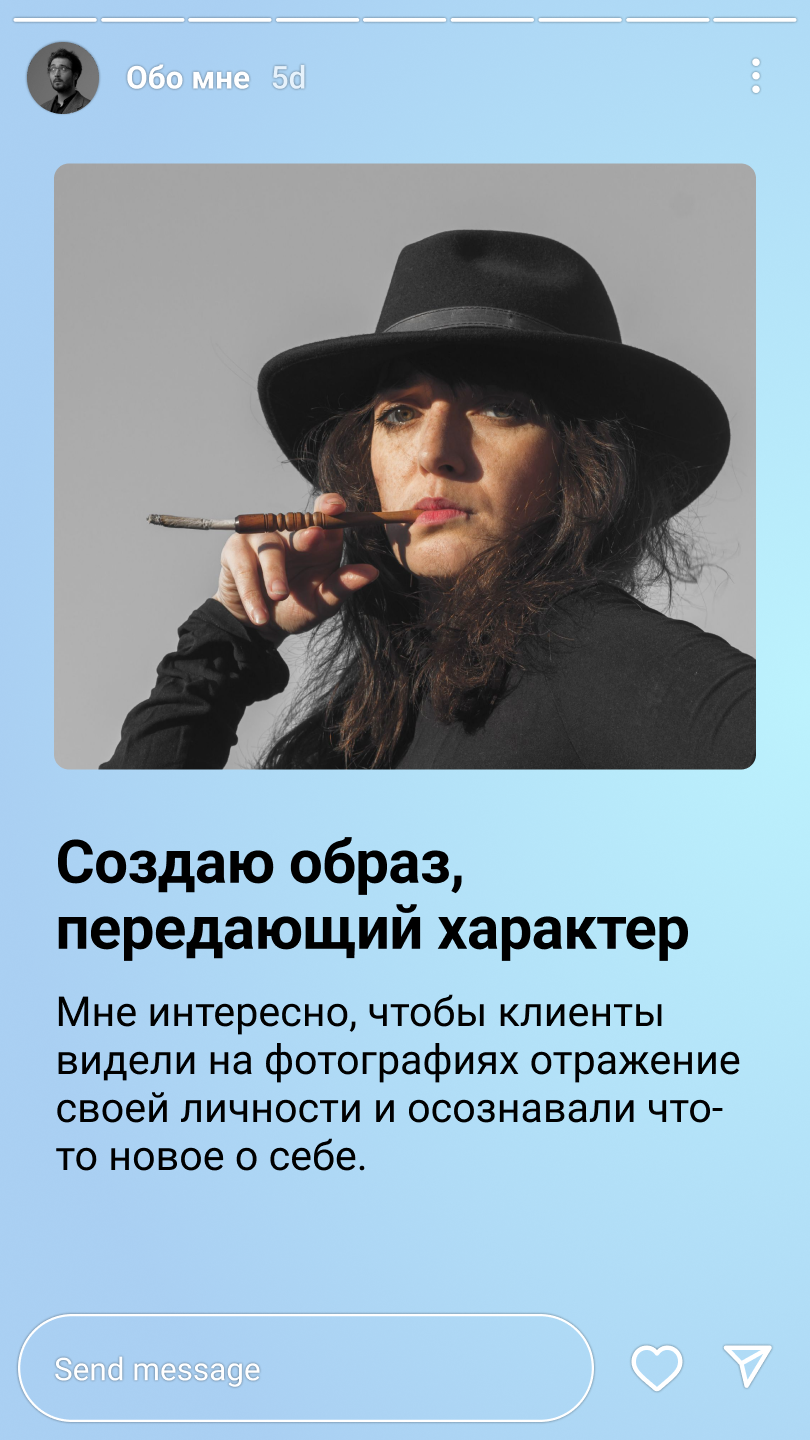 Обо мне 5d
Создаю образ,
передающий характер
Мне интересно, чтобы клиенты
видели на фотографиях отражение
своей личности и осознавали что-
то новое о себе.
Send message